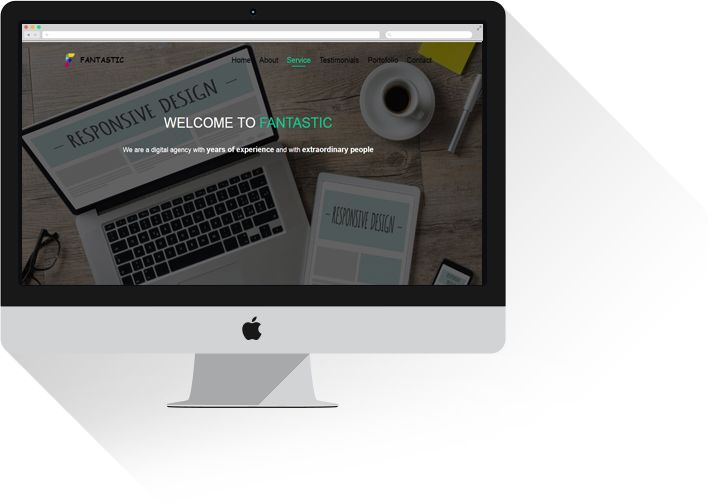 FANTASTIC
Home About Service Testimonials Portofolio Contact
RESPONSIVE DESIGN
WELCOME TO FANTASTIC
We are a digital agency with years of experience and with extraordinary people
- RESPONSIVE DESIGN -